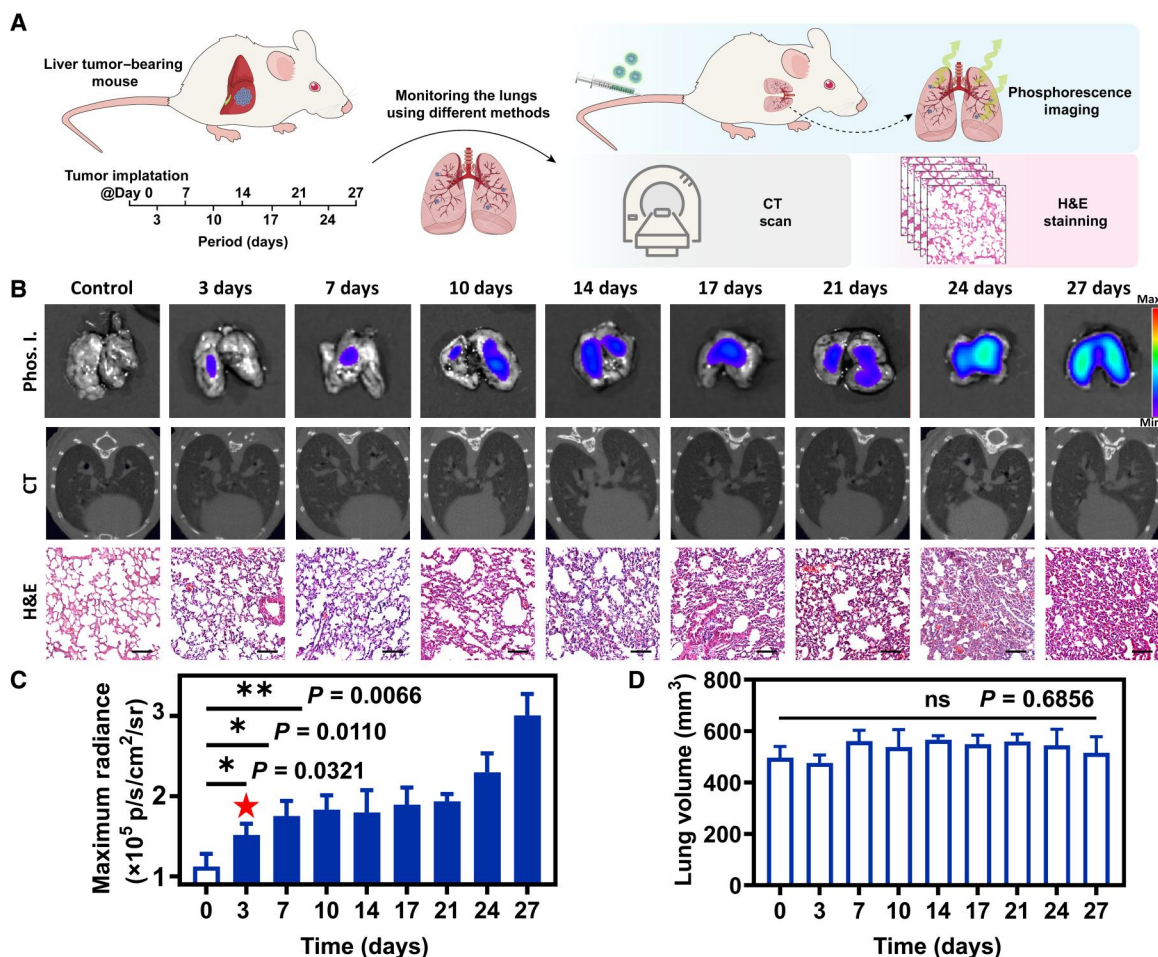 A
Liver tumor–bearing
mouse
Tumor implatation
@Day 0 7 14 21 27
3 10 17 24
Period (days)
Monitoring the lungs
using different methods
Phosphorescence
imaging
CT
scan
H&E
stainning
B
Control 3 days 7 days 10 days 14 days 17 days 21 days 24 days 27 days
Phos. I.
Max
Min
CT
H&E
C
Maximum radiance
(×10⁵ p/s/cm²/sr)
3
2
1
** P = 0.0066
* P = 0.0110
* P = 0.0321
0 3 7 10 14 17 21 24 27
Time (days)
D
Lung volume (mm³)
800
600
400
200
0
ns P = 0.6856
0 3 7 10 14 17 21 24 27
Time (days)